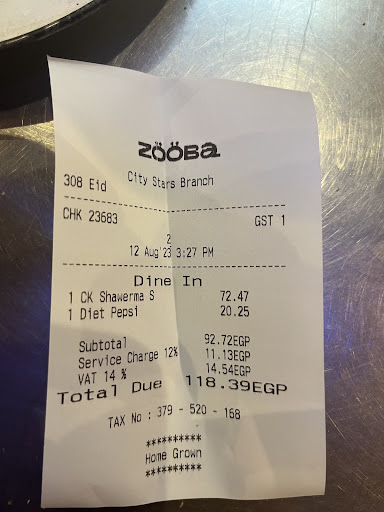 ZÖÖBa
City Stars Branch
308 Eid
CHK 23683 GST 1
2
12 Aug'23 3:27 PM
Dine In
1 CK Shawerma S 72.47
1 Diet Pepsi 20.25
Subtotal 92.72EGP
Service Charge 12% 11.13EGP
VAT 14 % 14.54EGP
Total Due 118.39EGP
TAX No : 379 - 520 - 168
**********
Home Grown
**********